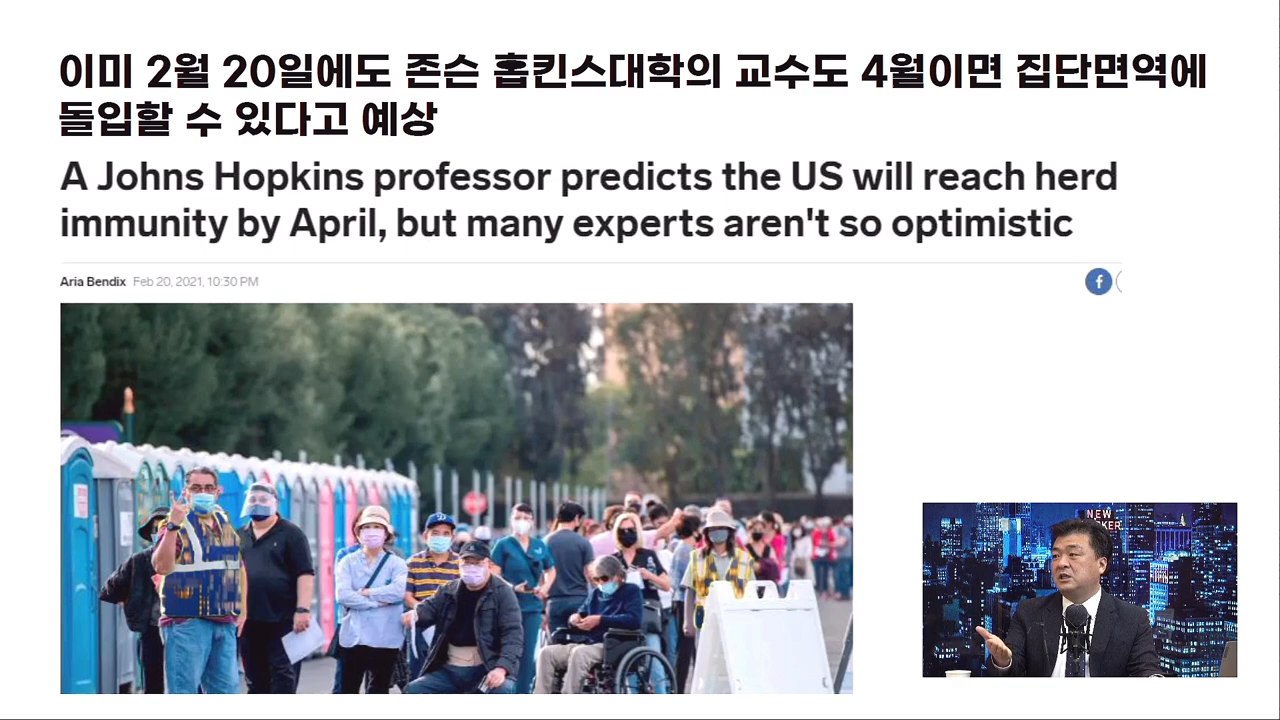 이미 2월 20일에도 존슨 홉킨스대학의 교수도 4월이면 집단면역에
돌입할 수 있다고 예상
A Johns Hopkins professor predicts the US will reach herd
immunity by April, but many experts aren't so optimistic
Aria Bendix Feb 20, 2021, 10:30 PM
f
NEW